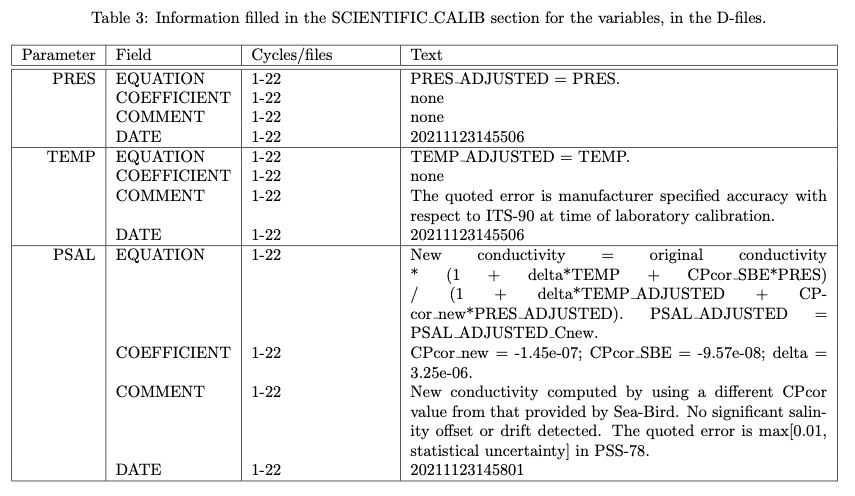 Table 3: Information filled in the SCIENTIFIC_CALIB section for the variables, in the D-files.
Parameter Field Cycles/files Text
PRES EQUATION 1-22 PRES_ADJUSTED = PRES.
COEFFICIENT 1-22 none
COMMENT 1-22 none
DATE 1-22 20211123145506
TEMP EQUATION 1-22 TEMP_ADJUSTED = TEMP.
COEFFICIENT 1-22 none
COMMENT 1-22 The quoted error is manufacturer specified accuracy with
respect to ITS-90 at time of laboratory calibration.
DATE 1-22 20211123145506
PSAL EQUATION 1-22 New conductivity = original conductivity
* (1 + delta*TEMP + CPcor_SBE*PRES)
/ (1 + delta*TEMP_ADJUSTED + CP-
cor_new*PRES_ADJUSTED). PSAL_ADJUSTED =
PSAL_ADJUSTED_Cnew.
COEFFICIENT 1-22 CPcor_new = -1.45e-07; CPcor_SBE = -9.57e-08; delta =
3.25e-06.
COMMENT 1-22 New conductivity computed by using a different CPcor
value from that provided by Sea-Bird. No significant salin-
ity offset or drift detected. The quoted error is max[0.01,
statistical uncertainty] in PSS-78.
DATE 1-22 20211123145801